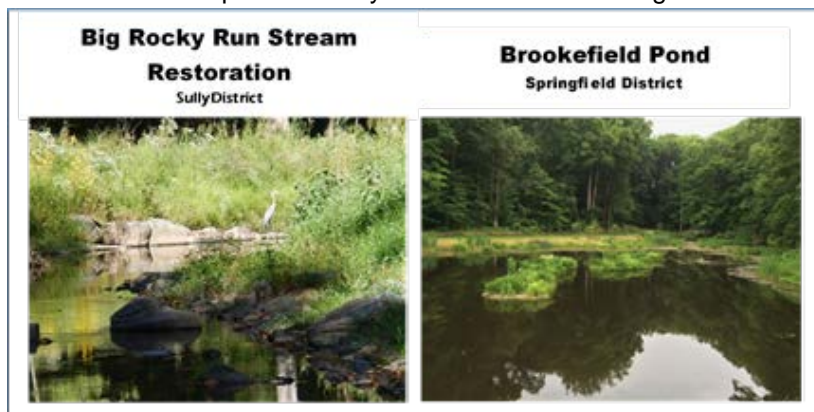 Big Rocky Run Stream
Restoration
SullyDistrict
Brookefield Pond
Springfield District